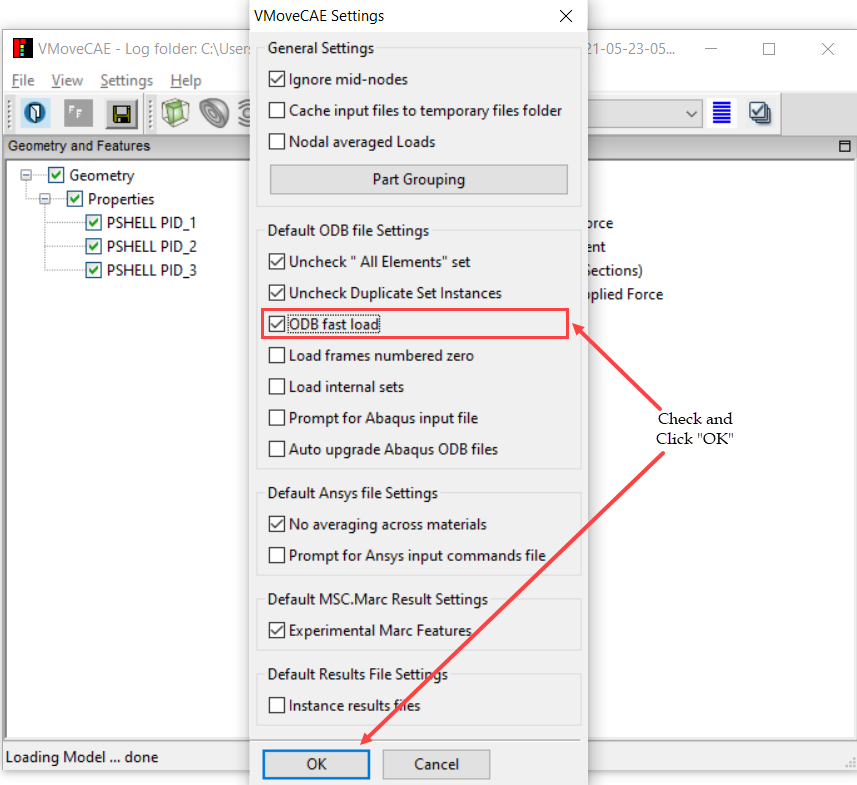 VMoveCAE Settings
VMoveCAE - Log folder: C:\Users
21-05-23-05...
File View Settings Help
FF
Geometry and Features
Geometry
Properties
PSHELL PID_1
PSHELL PID_2
PSHELL PID_3
General Settings
Ignore mid-nodes
Cache input files to temporary files folder
Nodal averaged Loads
Part Grouping
Default ODB file Settings
Uncheck " All Elements" set
Uncheck Duplicate Set Instances
ODB fast load
Load frames numbered zero
Load internal sets
Prompt for Abaqus input file
Auto upgrade Abaqus ODB files
Default Ansys file Settings
No averaging across materials
Prompt for Ansys input commands file
Default MSC.Marc Result Settings
Experimental Marc Features
Default Results File Settings
Instance results files
OK Cancel
orce
ent
Sections)
plied Force
Check and
Click "OK"
Loading Model ... done